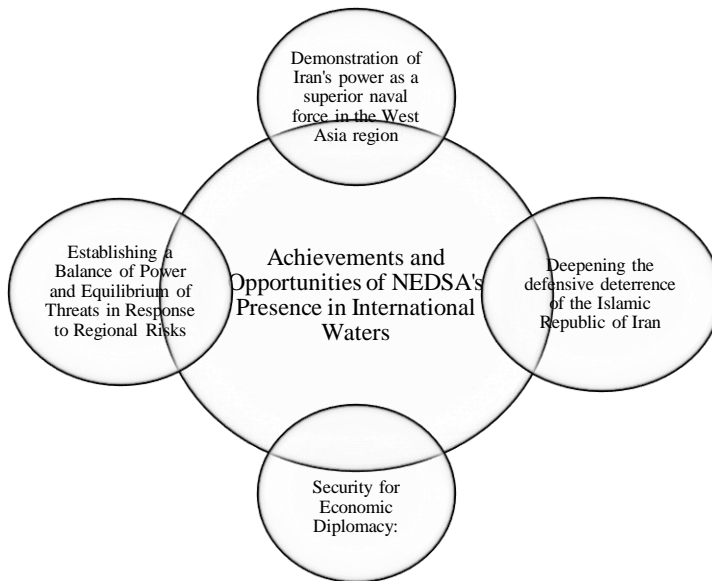 Demonstration of
Iran's power as a
superior naval
force in the West
Asia region
Establishing a
Balance of Power
and Equilibrium of
Threats in Response
to Regional Risks
Achievements and
Opportunities of NEDSA's
Presence in International
Waters
Deepening the
defensive deterrence
of the Islamic
Republic of Iran
Security for
Economic
Diplomacy: